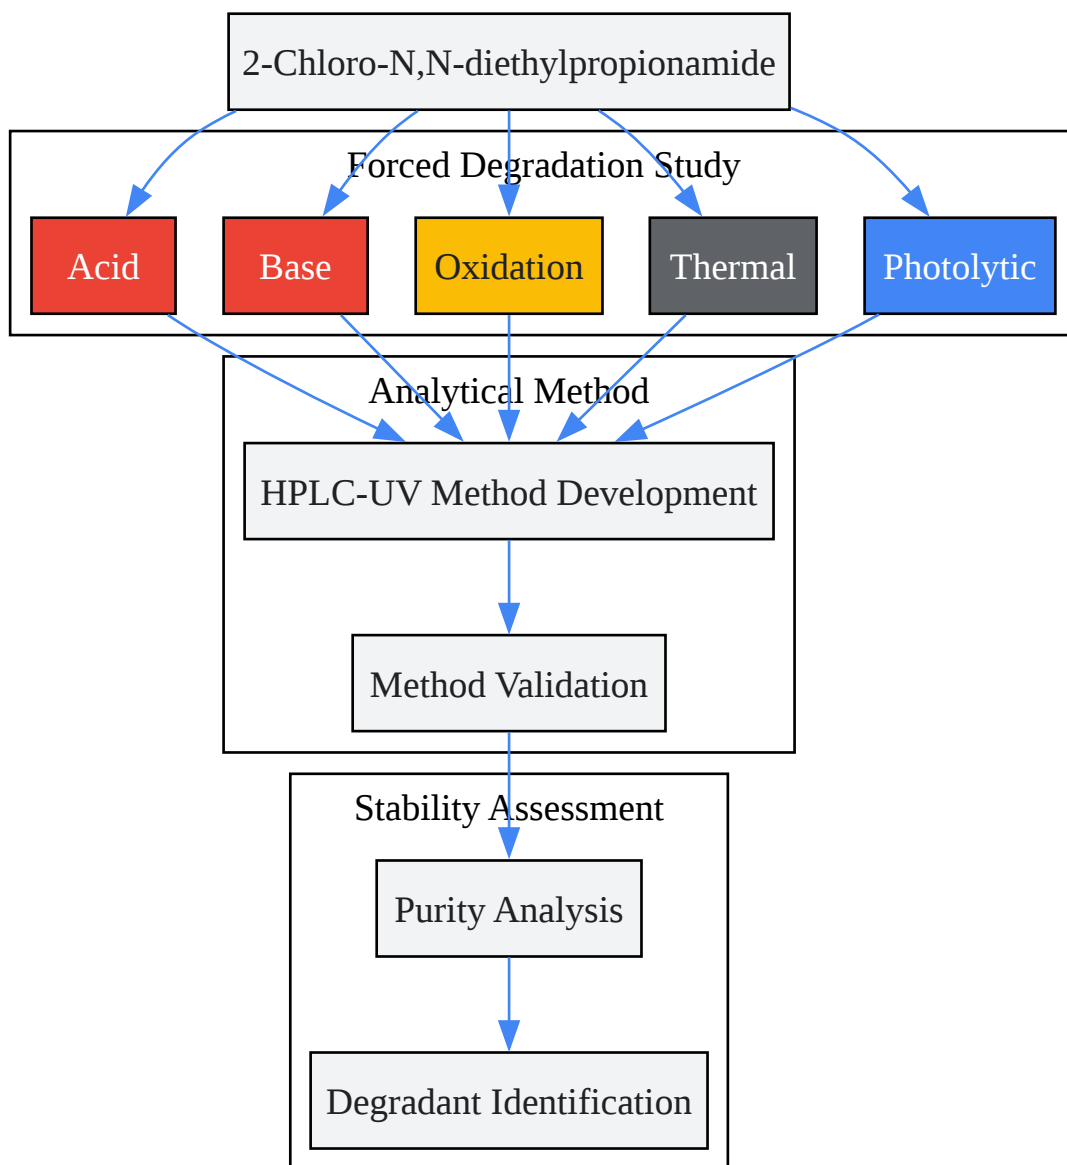 2-Chloro-N,N-diethylpropionamide
Forced Degradation Study
Acid
Base
Oxidation
Thermal
Photolytic
Analytical Method
HPLC-UV Method Development
Method Validation
Stability Assessment
Purity Analysis
Degradant Identification